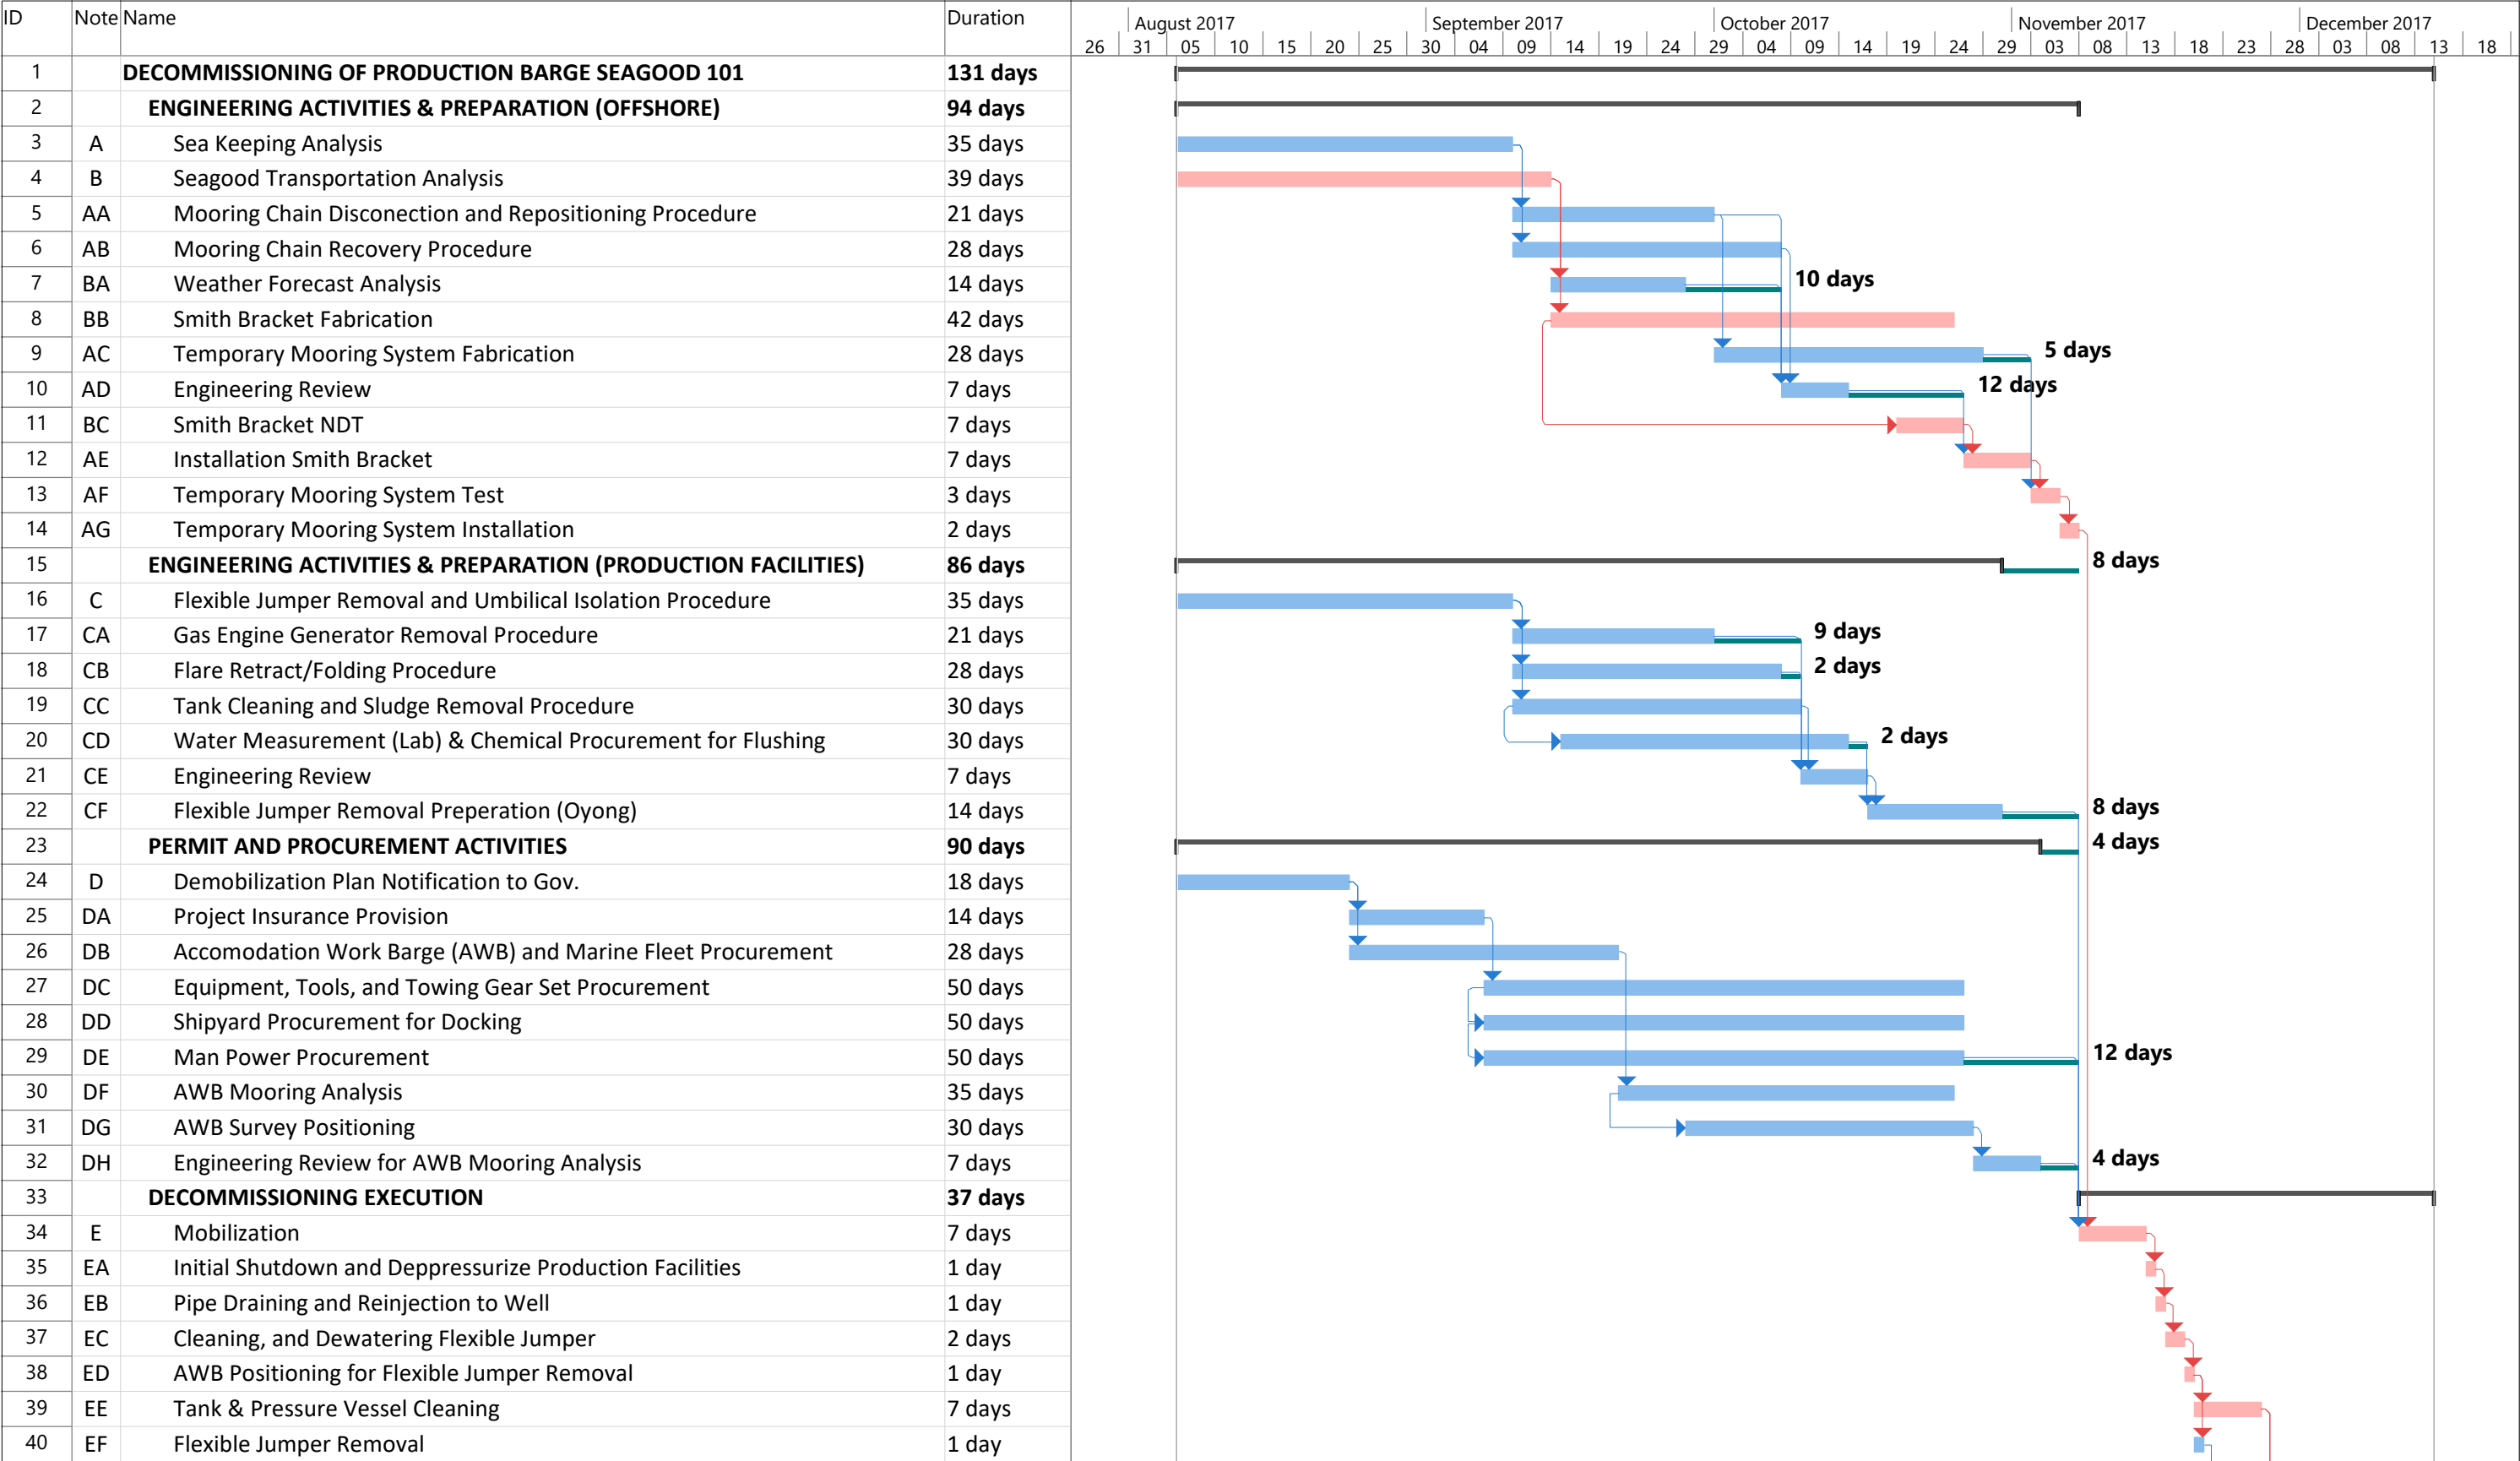 ID Note Name Duration August 2017 September 2017 October 2017 November 2017 December 2017
26 31 05 10 15 20 25 30 04 09 14 19 24 29 04 09 14 19 24 29 03 08 13 18 23 28 03 08 13 18
1 DECOMMISSIONING OF PRODUCTION BARGE SEAGOOD 101 131 days
2 ENGINEERING ACTIVITIES & PREPARATION (OFFSHORE) 94 days
3 A Sea Keeping Analysis 35 days
4 B Seagood Transportation Analysis 39 days
5 AA Mooring Chain Disconection and Repositioning Procedure 21 days
6 AB Mooring Chain Recovery Procedure 28 days
7 BA Weather Forecast Analysis 14 days 10 days
8 BB Smith Bracket Fabrication 42 days
9 AC Temporary Mooring System Fabrication 28 days 5 days
10 AD Engineering Review 7 days 12 days
11 BC Smith Bracket NDT 7 days
12 AE Installation Smith Bracket 7 days
13 AF Temporary Mooring System Test 3 days
14 AG Temporary Mooring System Installation 2 days
15 ENGINEERING ACTIVITIES & PREPARATION (PRODUCTION FACILITIES) 86 days 8 days
16 C Flexible Jumper Removal and Umbilical Isolation Procedure 35 days
17 CA Gas Engine Generator Removal Procedure 21 days 9 days
18 CB Flare Retract/Folding Procedure 28 days 2 days
19 CC Tank Cleaning and Sludge Removal Procedure 30 days
20 CD Water Measurement (Lab) & Chemical Procurement for Flushing 30 days 2 days
21 CE Engineering Review 7 days
22 CF Flexible Jumper Removal Preperation (Oyong) 14 days 8 days
23 PERMIT AND PROCUREMENT ACTIVITIES 90 days 4 days
24 D Demobilization Plan Notification to Gov. 18 days
25 DA Project Insurance Provision 14 days
26 DB Accomodation Work Barge (AWB) and Marine Fleet Procurement 28 days
27 DC Equipment, Tools, and Towing Gear Set Procurement 50 days
28 DD Shipyard Procurement for Docking 50 days
29 DE Man Power Procurement 50 days 12 days
30 DF AWB Mooring Analysis 35 days
31 DG AWB Survey Positioning 30 days
32 DH Engineering Review for AWB Mooring Analysis 7 days 4 days
33 DECOMMISSIONING EXECUTION 37 days
34 E Mobilization 7 days
35 EA Initial Shutdown and Deppressurize Production Facilities 1 day
36 EB Pipe Draining and Reinjection to Well 1 day
37 EC Cleaning, and Dewatering Flexible Jumper 2 days
38 ED AWB Positioning for Flexible Jumper Removal 1 day
39 EE Tank & Pressure Vessel Cleaning 7 days
40 EF Flexible Jumper Removal 1 day